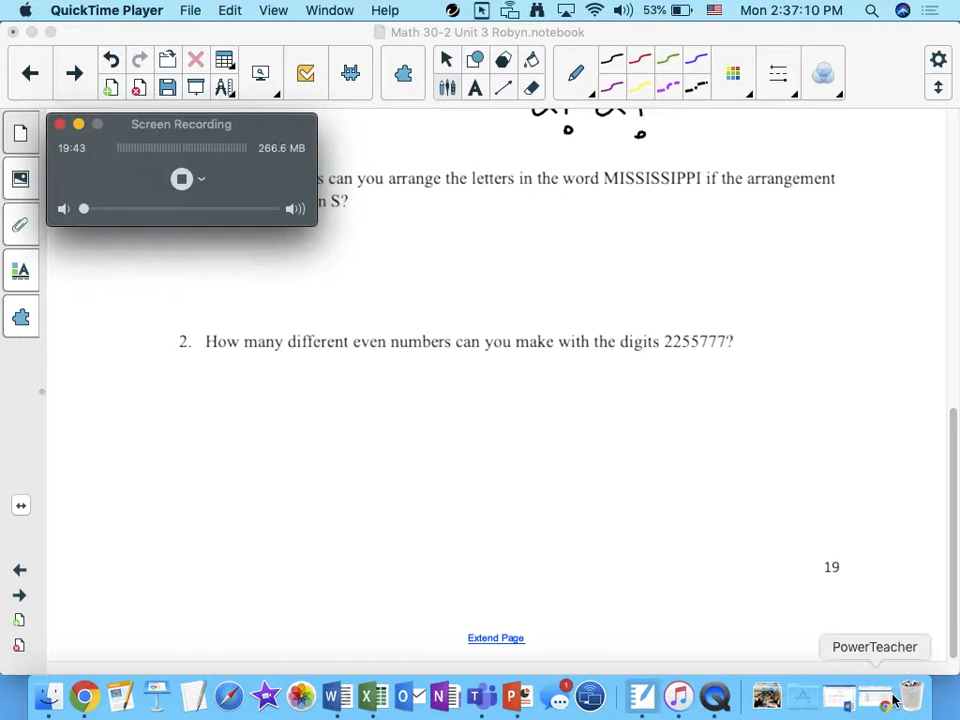 QuickTime Player File Edit View Window Help 53% Mon 2:37:10 PM
Math 30-2 Unit 3 Robyn.notebook
Screen Recording
19:43 266.6 MB
s can you arrange the letters in the word MISSISSIPPI if the arrangement
n S?
2. How many different even numbers can you make with the digits 2255777?
19
Extend Page
PowerTeacher
1